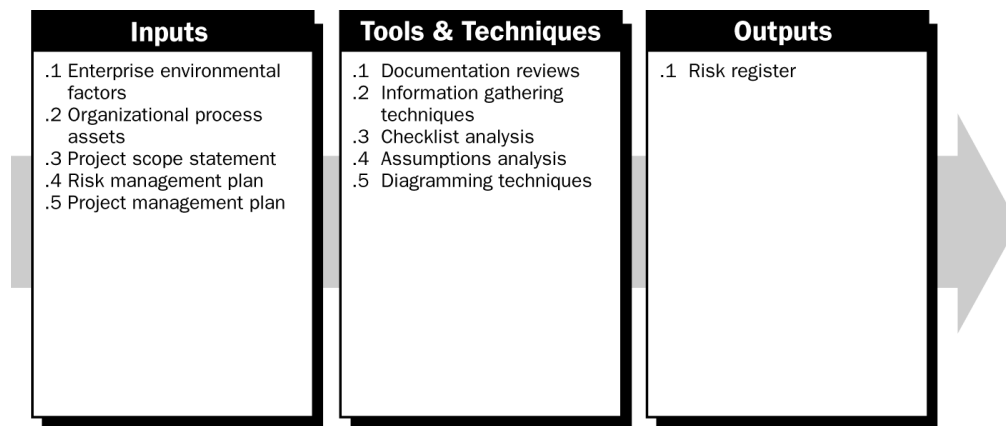 Inputs
.1 Enterprise environmental
factors
.2 Organizational process
assets
.3 Project scope statement
.4 Risk management plan
.5 Project management plan
Tools & Techniques
.1 Documentation reviews
.2 Information gathering
techniques
.3 Checklist analysis
.4 Assumptions analysis
.5 Diagramming techniques
Outputs
.1 Risk register